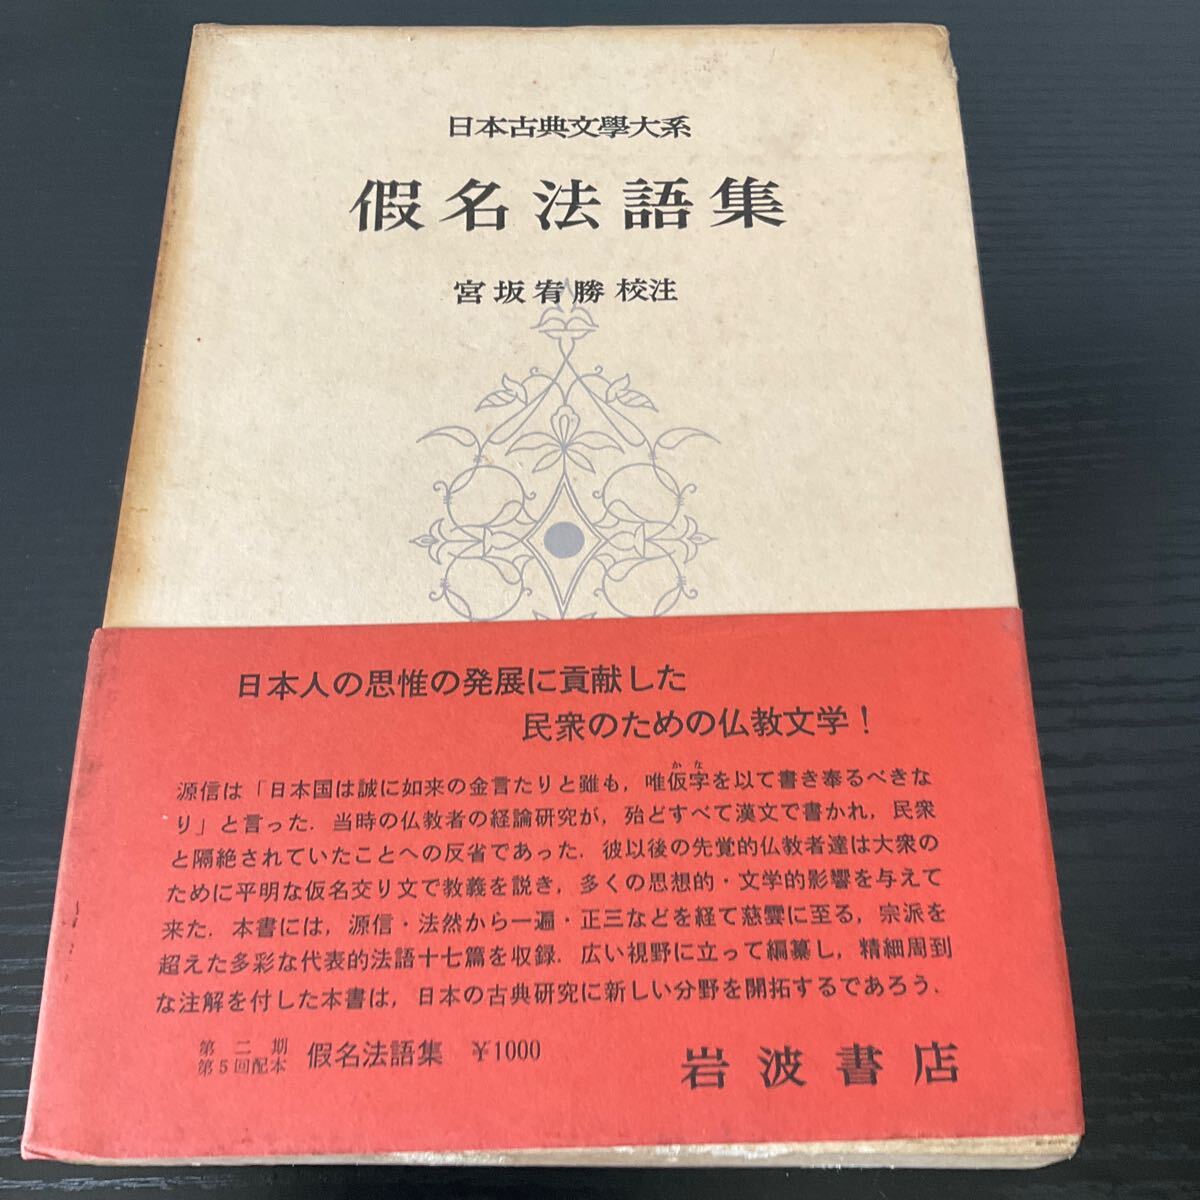 日本古典文學大系
假名法語集
宮坂宥勝 校注
日本人の思惟の発展に貢献した
民衆のための仏教文学！
かな
源信は「日本国は誠に如来の金言たりと雖も，唯仮字を以て書き奉るべきな
り」と言った．当時の仏教者の経論研究が，殆どすべて漢文で書かれ，民衆
と隔絶されていたことへの反省であった．彼以後の先覚的仏教者達は大衆の
ために平明な仮名交り文で教義を説き，多くの思想的・文学的影響を与えて
来た．本書には，源信・法然から一遍・正三などを経て慈雲に至る，宗派を
超えた多彩な代表的法語十七篇を収録．広い視野に立って編纂し，精細周到
な注解を付した本書は，日本の古典研究に新しい分野を開拓するであろう．
第二期
第5回配本 假名法語集 ￥1000
岩波書店